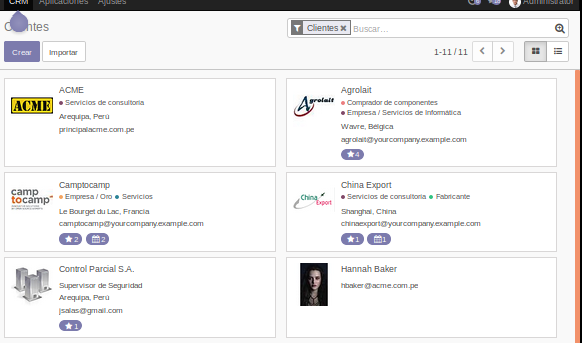 CRM Aplicaciones Ajustes Administrator
Clientes
Clientes Buscar...
Crear Importar 1-11 / 11
ACME
ACME
Servicios de consultoría
Arequipa, Perú
principalacme.com.pe
Agrolait
Agrolait
Comprador de componentes
Empresa / Servicios de Informática
Wavre, Bélgica
agrolait@yourcompany.example.com
4
camp tocamp
Camptocamp
Empresa / Oro Servicios
Le Bourget du Lac, Francia
camptocamp@yourcompany.example.com
2 2
China Export
China Export
Servicios de consultoría Fabricante
Shanghai, China
chinaexport@yourcompany.example.com
1 1
Control Parcial S.A.
Supervisor de Seguridad
Arequipa, Perú
jsalas@gmail.com
1
Hannah Baker
hbaker@acme.com.pe